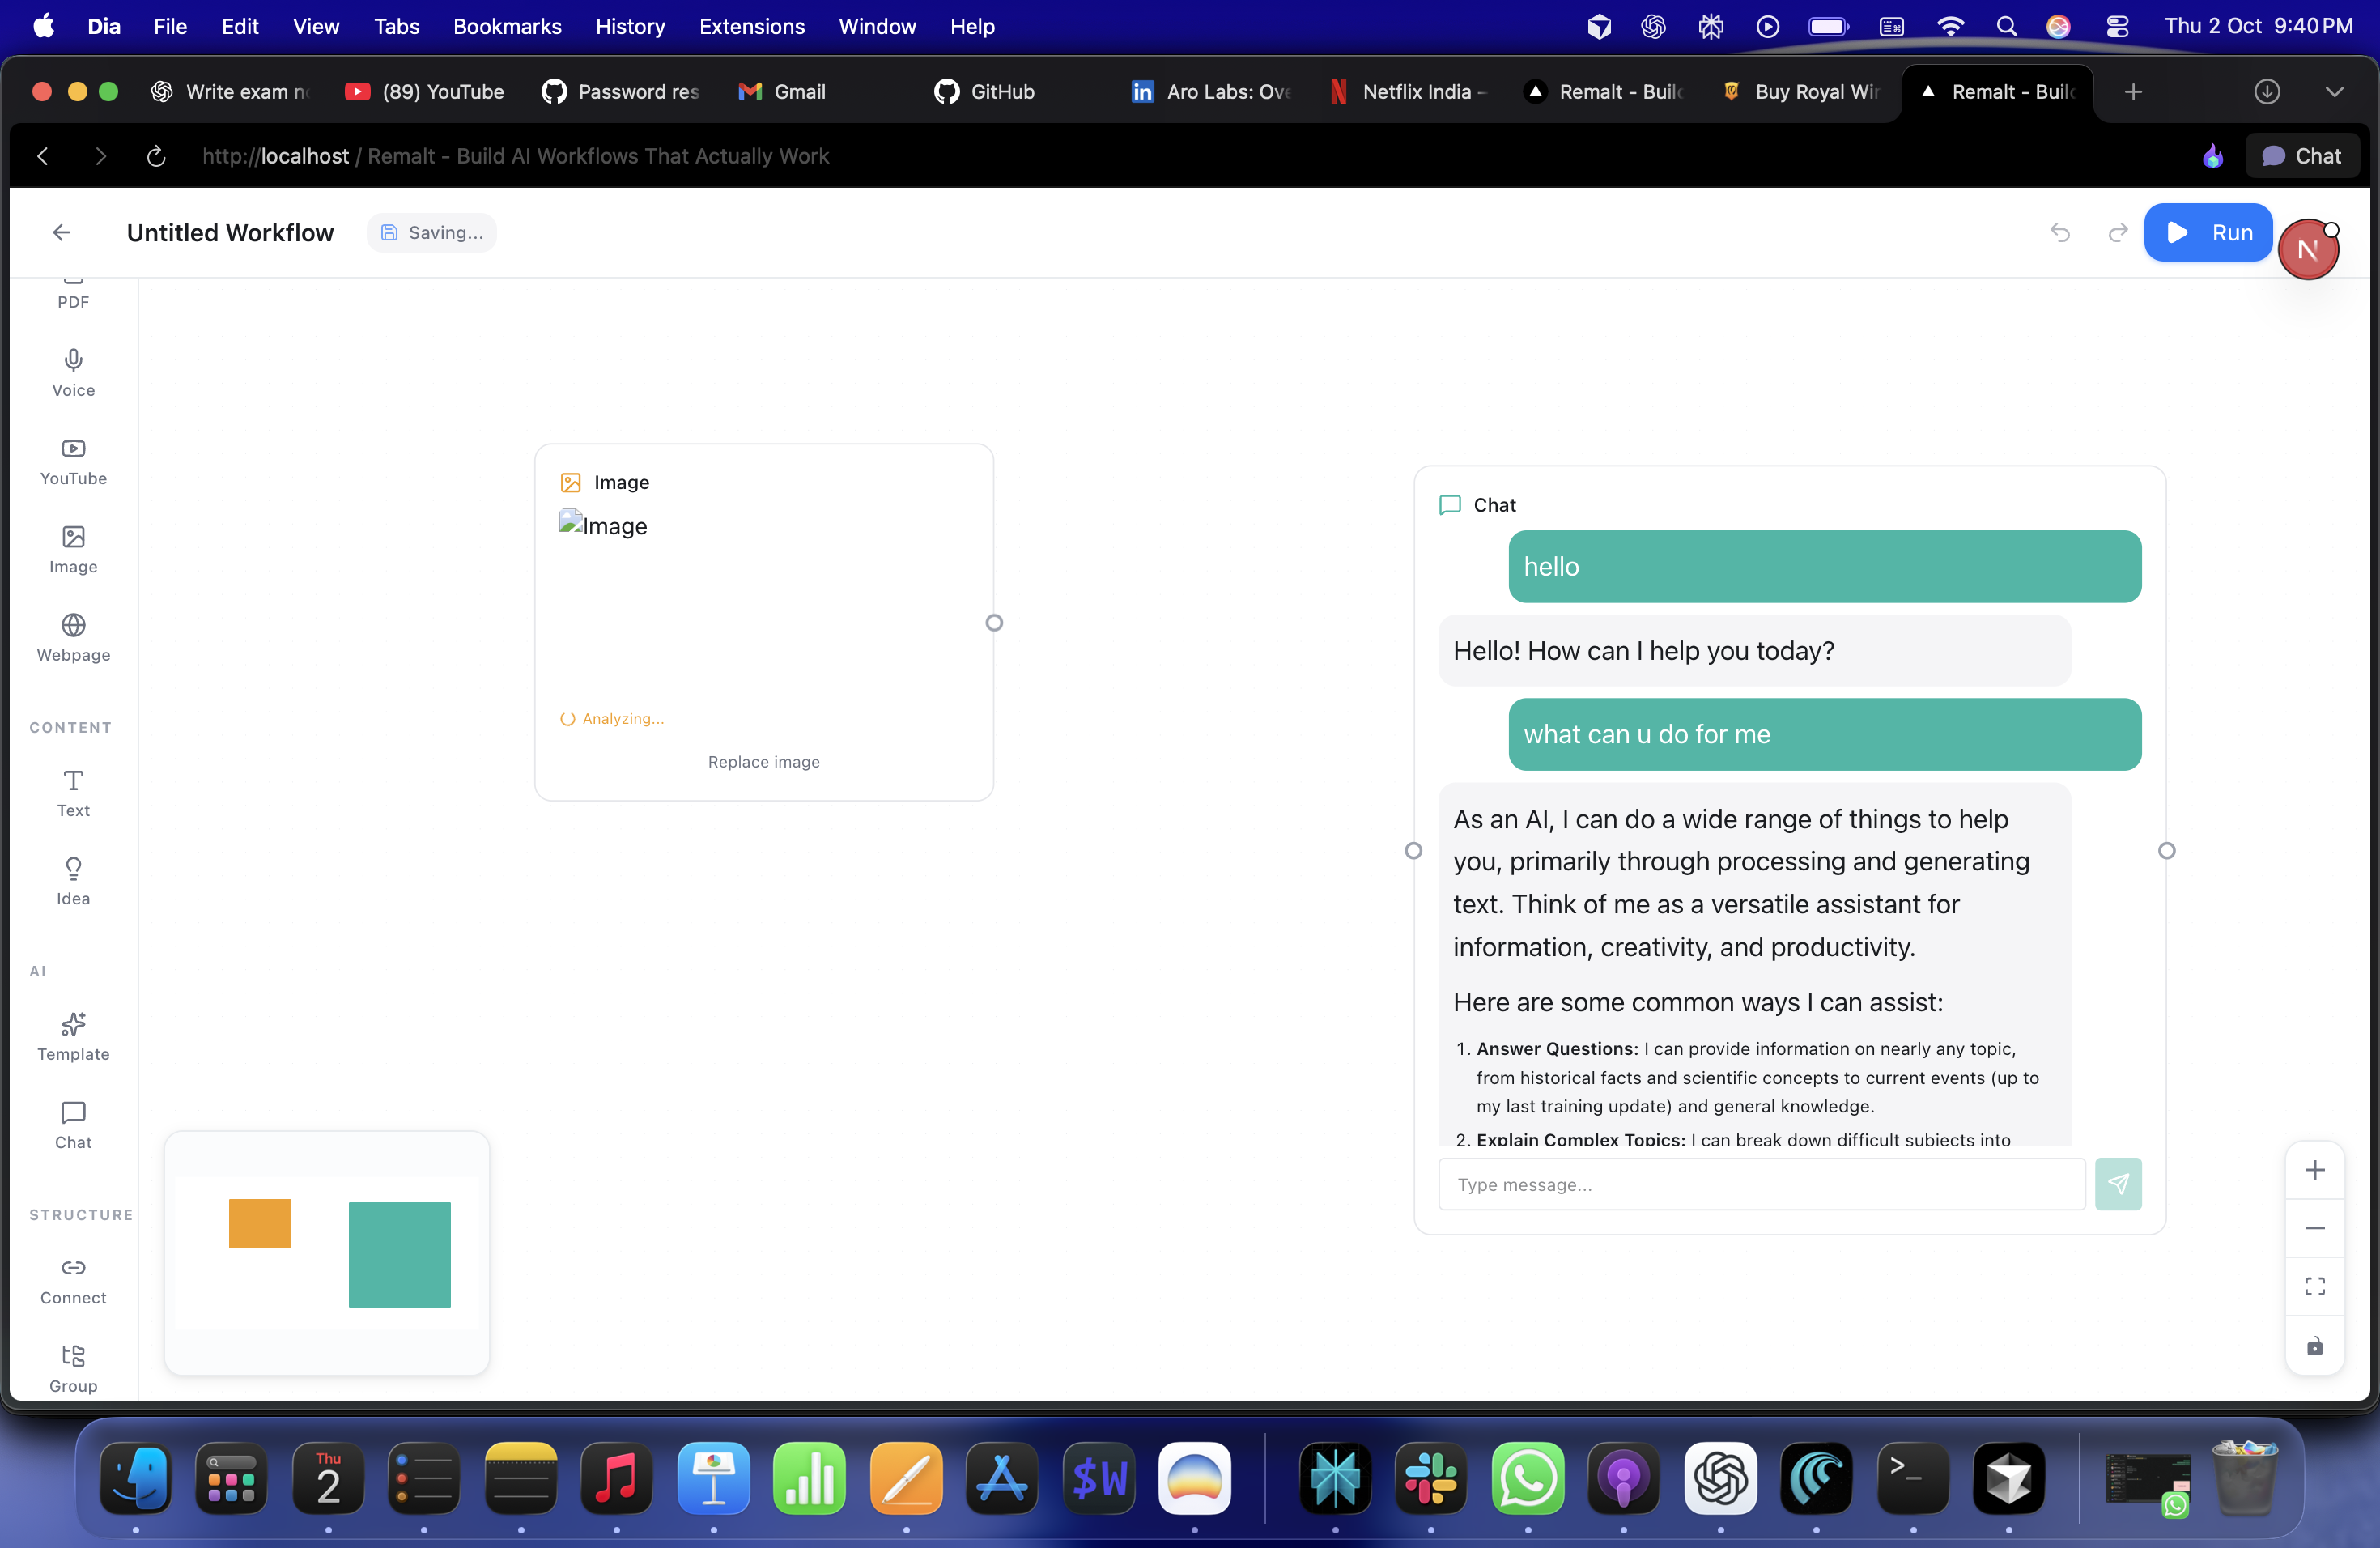 Dia File Edit View Tabs Bookmarks History Extensions Window Help
Thu 2 Oct 9:40 PM
Write exam n
(89) YouTube
Password res
Gmail
GitHub
Aro Labs: Ov
Netflix India –
Remalt - Buil
Buy Royal Wi
Remalt - Buil
http://localhost / Remalt - Build AI Workflows That Actually Work
Chat
Untitled Workflow
Saving...
Run
N
PDF
Voice
YouTube
Image
Webpage
CONTENT
Text
Idea
AI
Template
Chat
STRUCTURE
Connect
Group
Image
Image
Analyzing...
Replace image
Chat
hello
Hello! How can I help you today?
what can u do for me
As an AI, I can do a wide range of things to help
you, primarily through processing and generating
text. Think of me as a versatile assistant for
information, creativity, and productivity.
Here are some common ways I can assist:
1. Answer Questions: I can provide information on nearly any topic,
from historical facts and scientific concepts to current events (up to
my last training update) and general knowledge.
2. Explain Complex Topics: I can break down difficult subjects into
Type message...
Thu
2
$W
>_